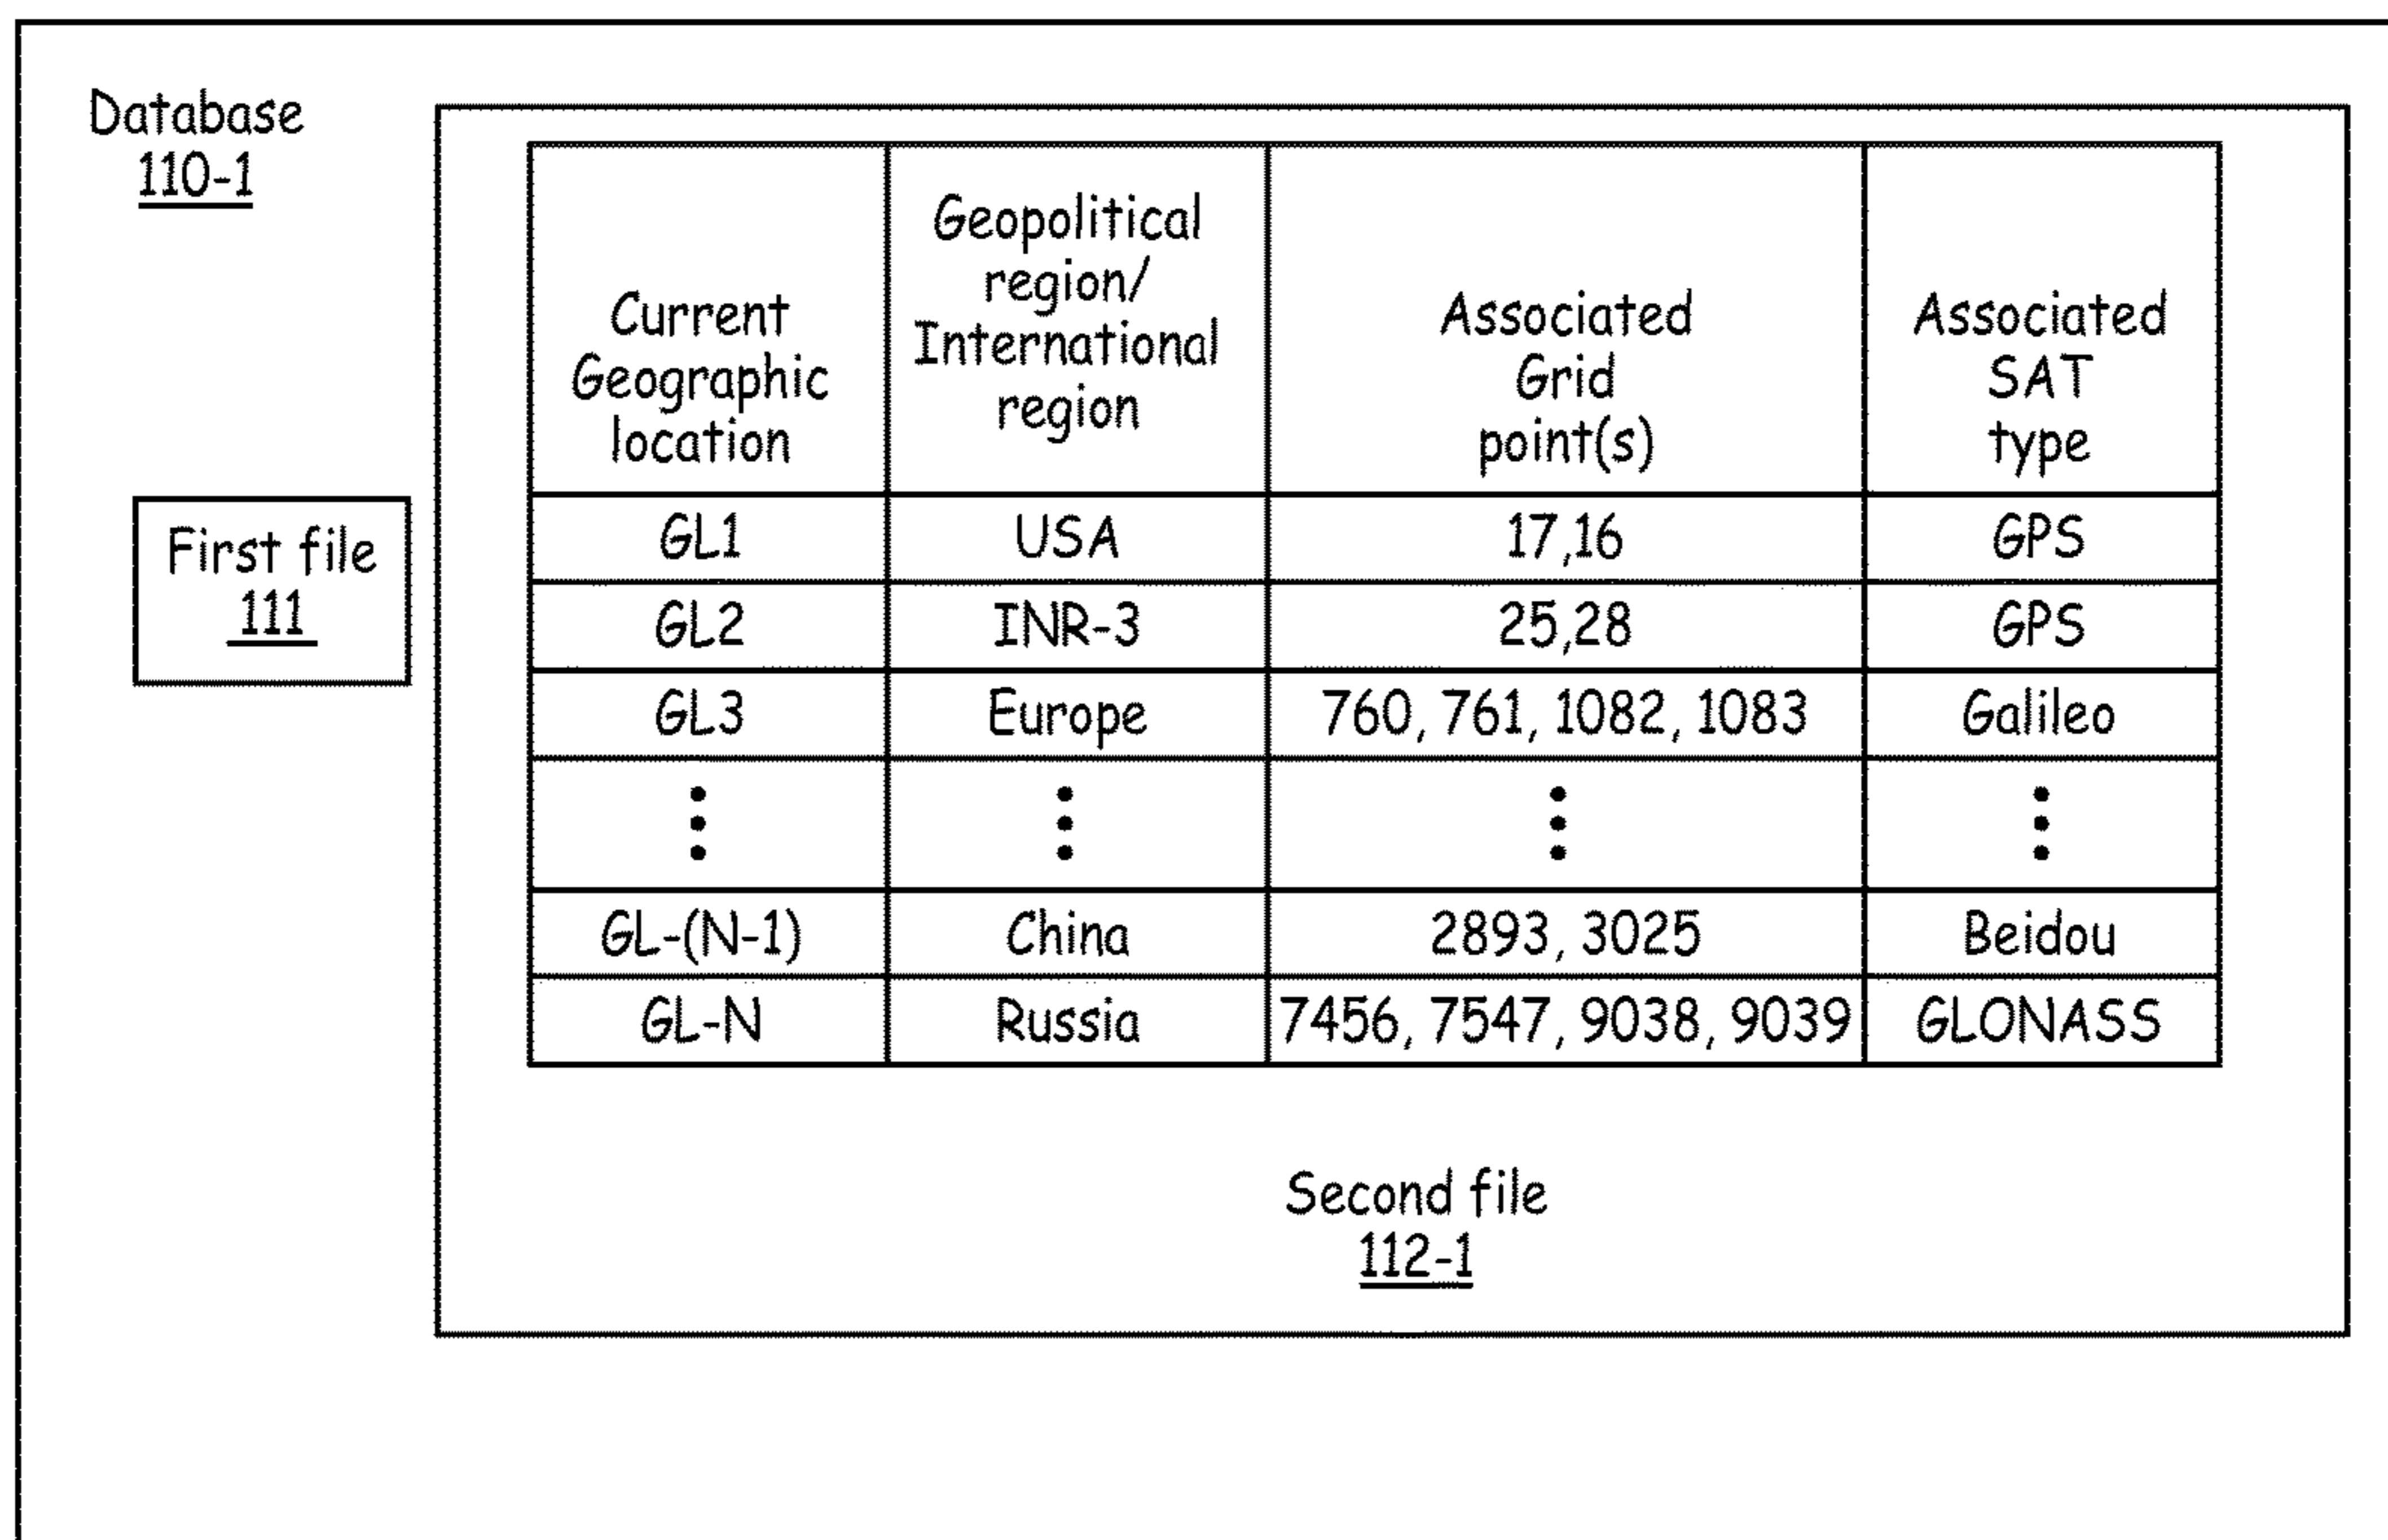 Database
110-1
First file
111
Current
Geographic
location
Geopolitical
region/
International
region
Associated
Grid
point(s)
Associated
SAT
type
GL1 USA 17,16 GPS
GL2 INR-3 25,28 GPS
GL3 Europe 760, 761, 1082, 1083 Galileo
GL-(N-1) China 2893, 3025 Beidou
GL-N Russia 7456, 7547, 9038, 9039 GLONASS
Second file
112-1